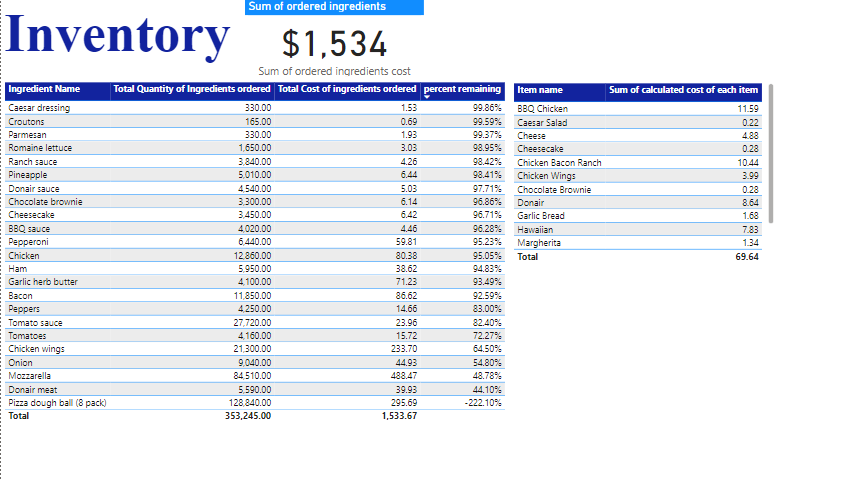 Inventory
Sum of ordered ingredients
$1,534
Sum of ordered ingredients cost
Ingredient Name Total Quantity of Ingredients ordered Total Cost of ingredients ordered percent remaining
Caesar dressing 330.00 1.53 99.86%
Croutons 165.00 0.69 99.59%
Parmesan 330.00 1.93 99.37%
Romaine lettuce 1,650.00 3.03 98.95%
Ranch sauce 3,840.00 4.26 98.42%
Pineapple 5,010.00 6.44 98.41%
Donair sauce 4,540.00 5.03 97.71%
Chocolate brownie 3,300.00 6.14 96.86%
Cheesecake 3,450.00 6.42 96.71%
BBQ sauce 4,020.00 4.46 96.28%
Pepperoni 6,440.00 59.81 95.23%
Chicken 12,860.00 80.38 95.05%
Ham 5,950.00 38.62 94.83%
Garlic herb butter 4,100.00 71.23 93.49%
Bacon 11,850.00 86.62 92.59%
Peppers 4,250.00 14.66 83.00%
Tomato sauce 27,720.00 23.96 82.40%
Tomatoes 4,160.00 15.72 72.27%
Chicken wings 21,300.00 233.70 64.50%
Onion 9,040.00 44.93 54.80%
Mozzarella 84,510.00 488.47 48.78%
Donair meat 5,590.00 39.93 44.10%
Pizza dough ball (8 pack) 128,840.00 295.69 -222.10%
Total 353,245.00 1,533.67
Item name Sum of calculated cost of each item
BBQ Chicken 11.59
Caesar Salad 0.22
Cheese 4.88
Cheesecake 0.28
Chicken Bacon Ranch 10.44
Chicken Wings 3.99
Chocolate Brownie 0.28
Donair 8.64
Garlic Bread 1.68
Hawaiian 7.83
Margherita 1.34
Total 69.64